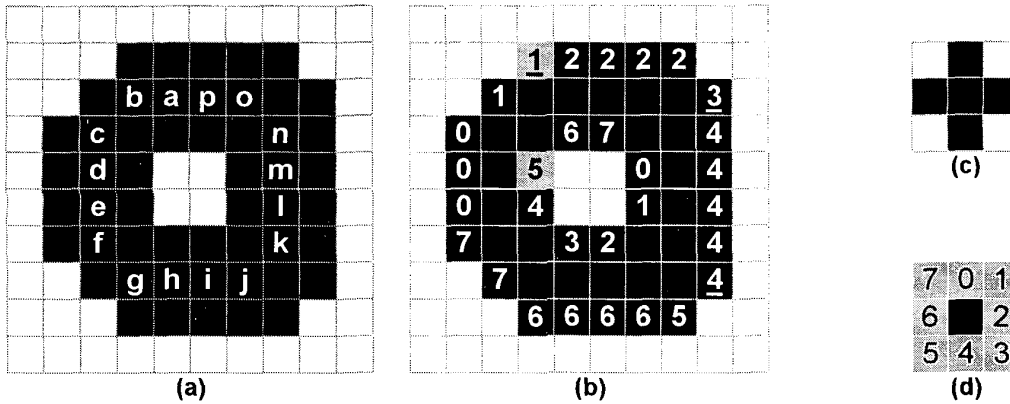 1 2 2 2 2
b a p o
1 3
c n
0 6 7 4
d m
0 5 0 4
e l
0 4 1 4
f k
7 3 2 4
g h i j
7 4
6 6 6 6 5
(a)
(b)
(c)
7 0 1
6 2
5 4 3
(d)